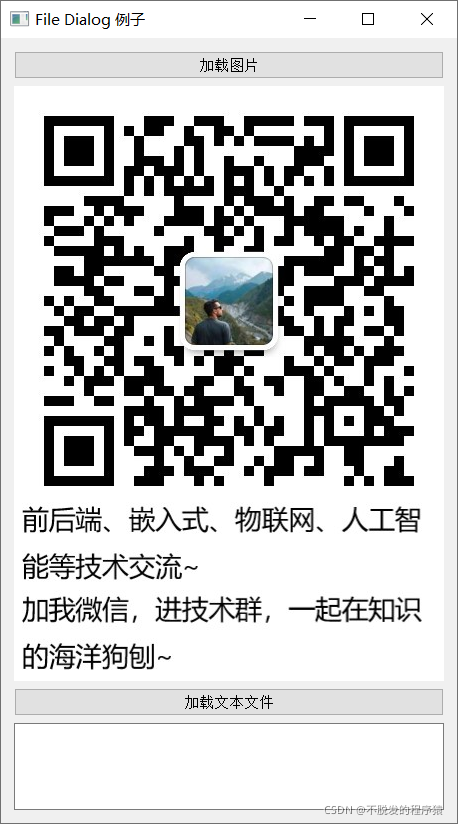 File Dialog 例子
加载图片
前后端、嵌入式、物联网、人工智
能等技术交流~
加我微信，进技术群，一起在知识
的海洋狗刨~
加载文本文件
CSDN @不脱发的程序猿